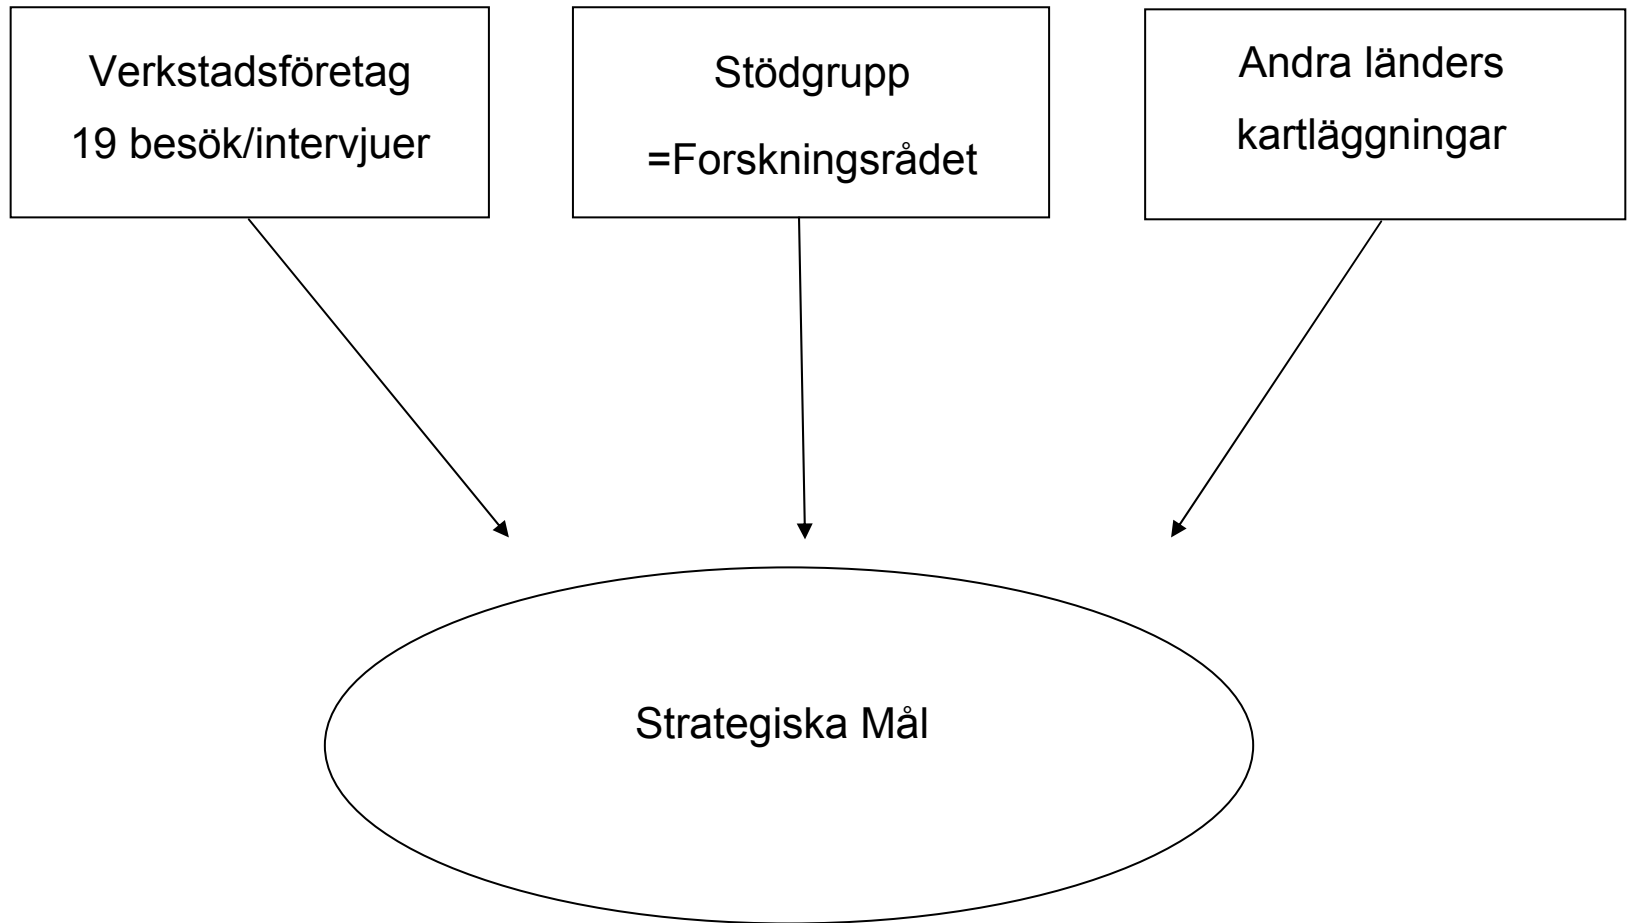 Verkstadsföretag
19 besök/intervjuer
Stödgrupp
=Forskningsrådet
Andra länders
kartläggningar
Strategiska Mål